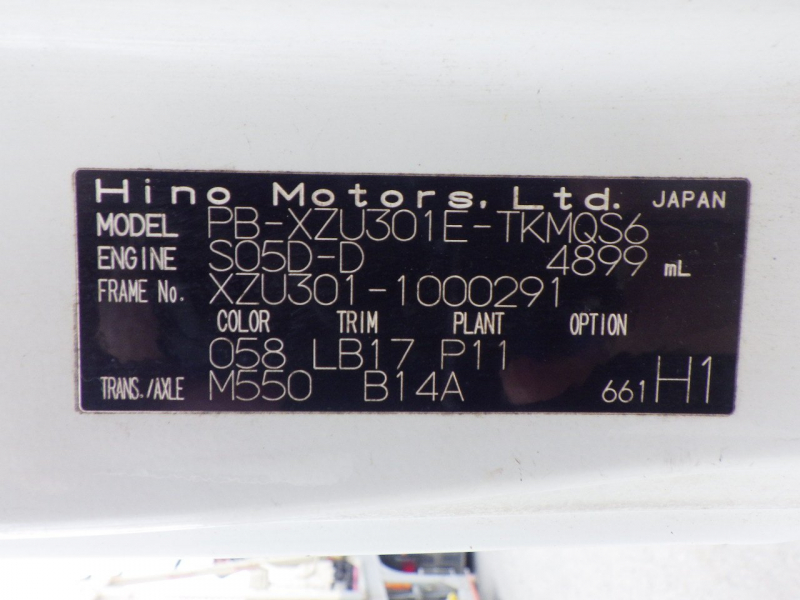 Hino Motors, Ltd. JAPAN
MODEL PB-XZU301E-TKMQS6
ENGINE S05D-D 4899 mL
FRAME No. XZU301-1000291
COLOR TRIM PLANT OPTION
058 LB17 P11
TRANS./AXLE M550 B14A 661 H1